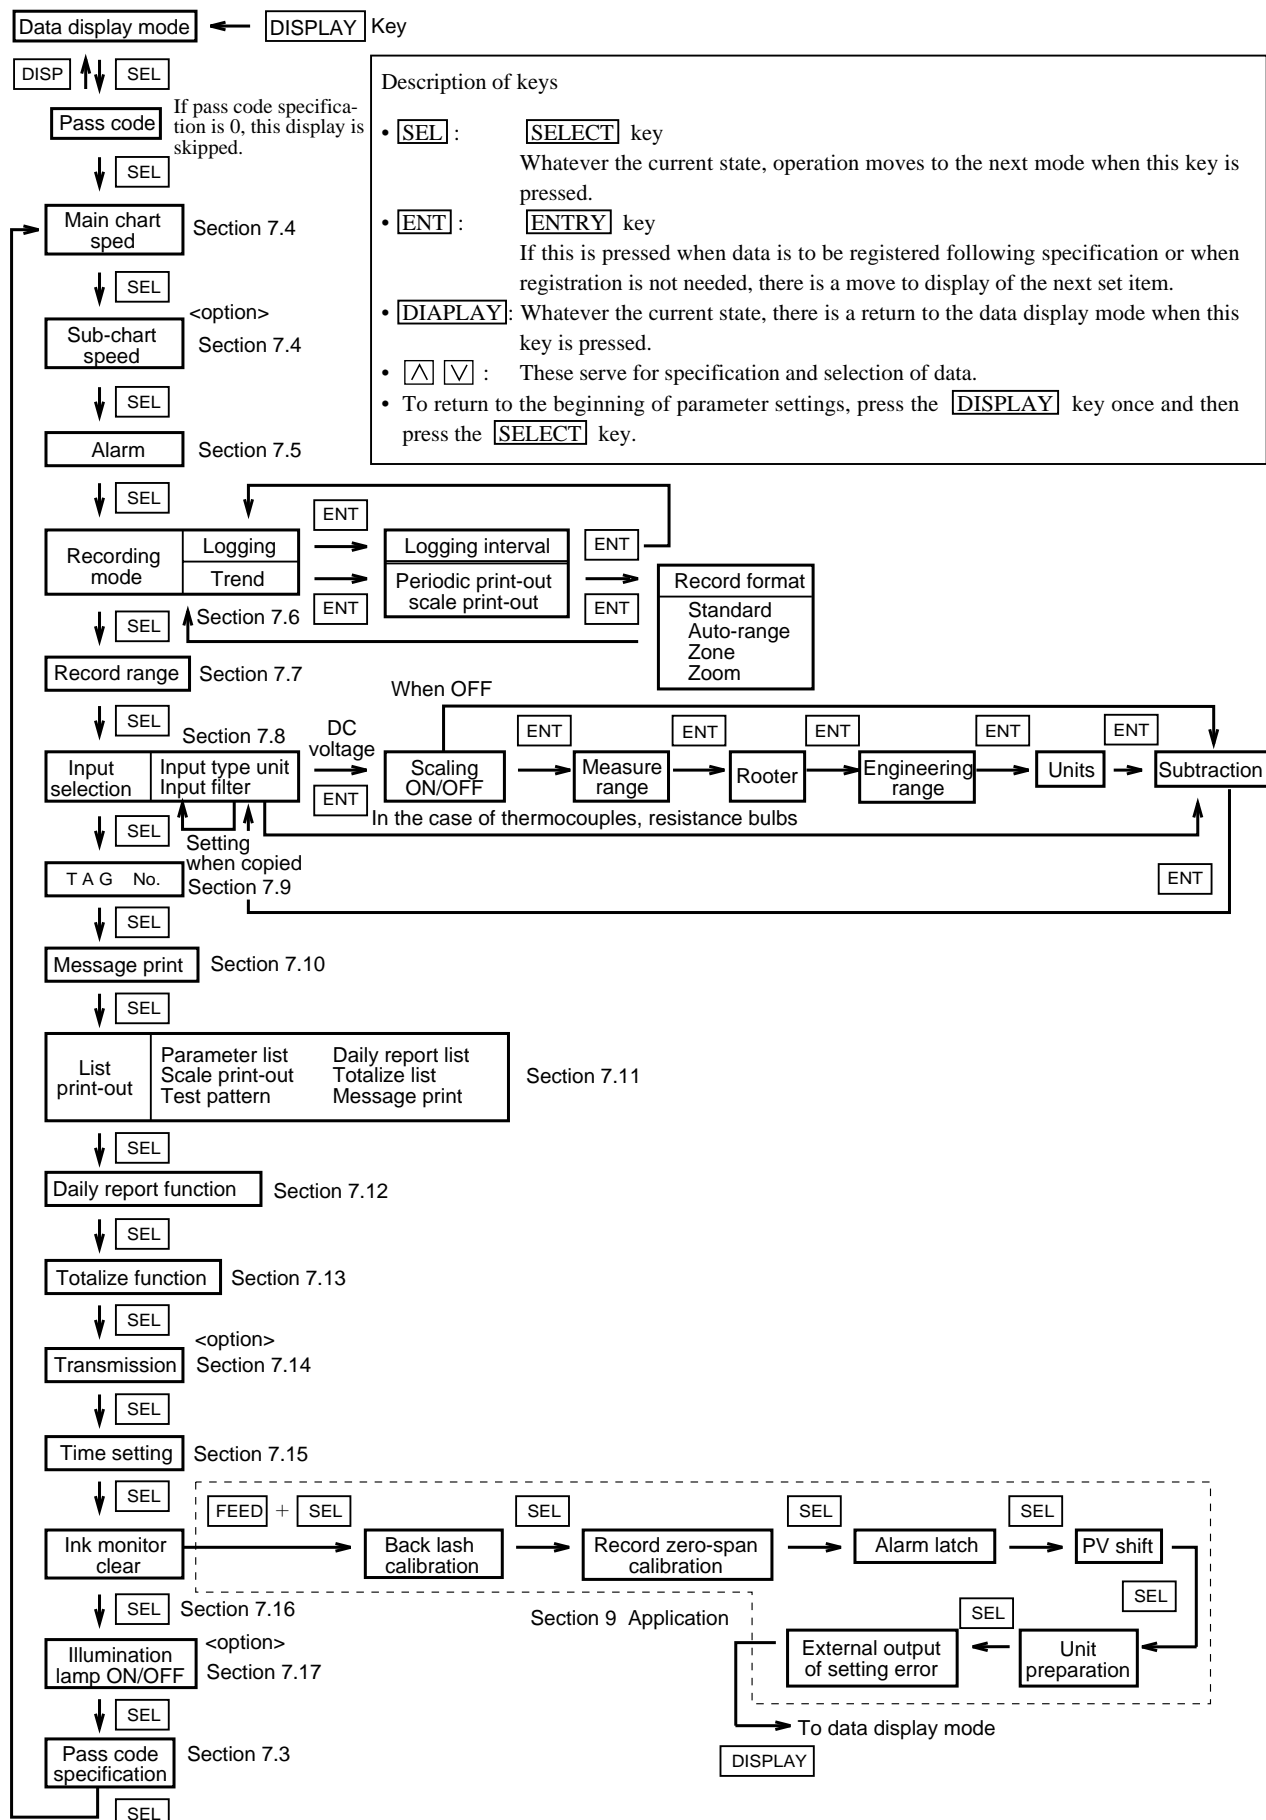 Data display mode
DISPLAY Key
DISP
SEL
Pass code
If pass code specifica-
tion is 0, this display is
skipped.
SEL
Description of keys
• SEL : SELECT key
Whatever the current state, operation moves to the next mode when this key is
pressed.
• ENT : ENTRY key
If this is pressed when data is to be registered following specification or when
registration is not needed, there is a move to display of the next set item.
• DIAPLAY: Whatever the current state, there is a return to the data display mode when this
key is pressed.
• ∧ ∨ : These serve for specification and selection of data.
• To return to the beginning of parameter settings, press the DISPLAY key once and then
press the SELECT key.
Main chart
sped
Section 7.4
SEL
<option>
Sub-chart
speed
Section 7.4
SEL
Alarm
Section 7.5
SEL
Recording
mode
Logging
Trend
Section 7.6
ENT
ENT
Logging interval
Periodic print-out
scale print-out
ENT
ENT
Record format
Standard
Auto-range
Zone
Zoom
SEL
Record range
Section 7.7
SEL
Section 7.8
Input
selection
Input type unit
Input filter
DC
voltage
ENT
When OFF
Scaling
ON/OFF
ENT
Measure
range
ENT
Rooter
ENT
Engineering
range
ENT
Units
ENT
Subtraction
In the case of thermocouples, resistance bulbs
ENT
SEL
Setting
when copied
TAG No.
Section 7.9
SEL
Message print
Section 7.10
SEL
List
print-out
Parameter list
Scale print-out
Test pattern
Daily report list
Totalize list
Message print
Section 7.11
SEL
Daily report function
Section 7.12
SEL
Totalize function
Section 7.13
SEL
<option>
Transmission
Section 7.14
SEL
Time setting
Section 7.15
SEL
Ink monitor
clear
FEED + SEL
Back lash
calibration
SEL
Record zero-span
calibration
SEL
Alarm latch
SEL
PV shift
SEL
Unit
preparation
SEL
External output
of setting error
Section 9 Application
To data display mode
DISPLAY
SEL
Section 7.16
<option>
Illumination
lamp ON/OFF
Section 7.17
SEL
Pass code
specification
Section 7.3
SEL